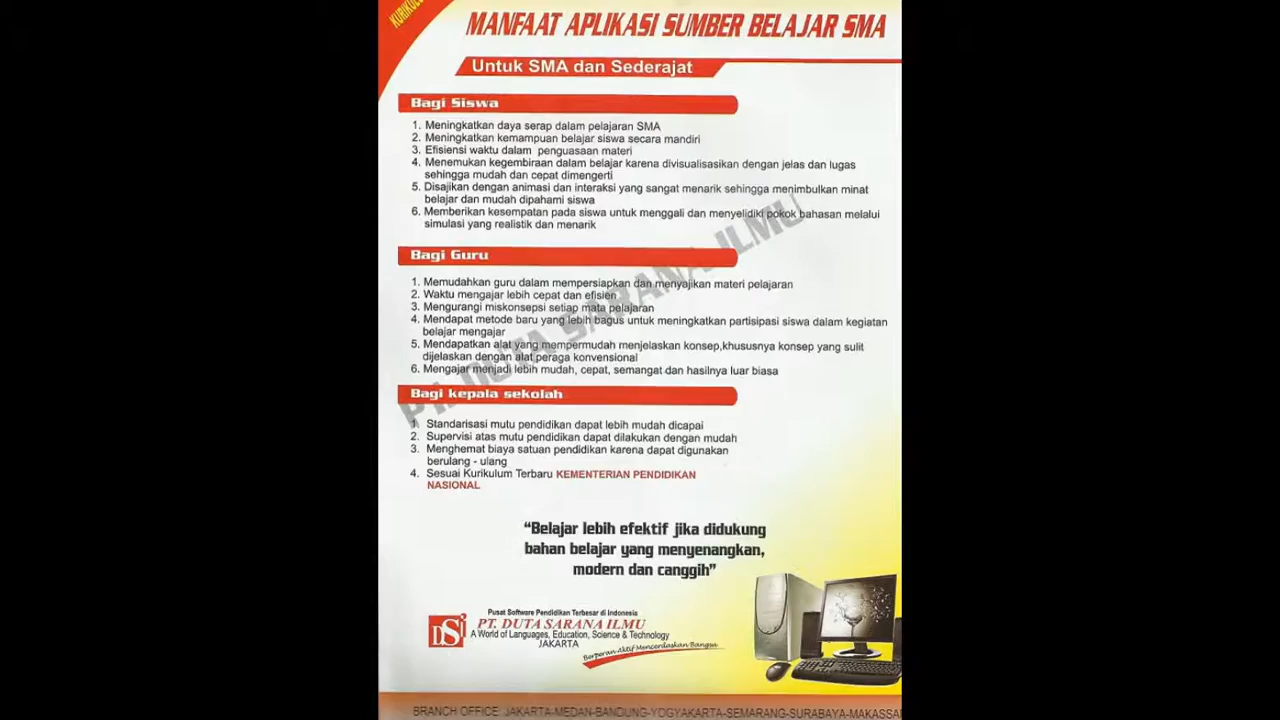 KURIKUL
MANFAAT APLIKASI SUMBER BELAJAR SMA
Untuk SMA dan Sederajat
Bagi Siswa
1. Meningkatkan daya serap dalam pelajaran SMA
2. Meningkatkan kemampuan belajar siswa secara mandiri
3. Efisiensi waktu dalam penguasaan materi
4. Menemukan kegembiraan dalam belajar karena divisualisasikan dengan jelas dan lugas
sehingga mudah dan cepat dimengerti
5. Disajikan dengan animasi dan interaksi yang sangat menarik sehingga menimbulkan minat
belajar dan mudah dipahami siswa
6. Memberikan kesempatan pada siswa untuk menggali dan menyelidiki pokok bahasan melalui
simulasi yang realistik dan menarik
Bagi Guru
1. Memudahkan guru dalam mempersiapkan dan menyajikan materi pelajaran
2. Waktu mengajar lebih cepat dan efisien
3. Mengurangi miskonsepsi setiap mata pelajaran
4. Mendapat metode baru yang lebih bagus untuk meningkatkan partisipasi siswa dalam kegiatan
belajar mengajar
5. Mendapatkan alat yang mempermudah menjelaskan konsep,khususnya konsep yang sulit
dijelaskan dengan alat peraga konvensional
6. Mengajar menjadi lebih mudah, cepat, semangat dan hasilnya luar biasa
PT. DUTA SARANA ILMU
Bagi kepala sekolah
1. Standarisasi mutu pendidikan dapat lebih mudah dicapai
2. Supervisi atas mutu pendidikan dapat dilakukan dengan mudah
3. Menghemat biaya satuan pendidikan karena dapat digunakan
berulang - ulang
4. Sesuai Kurikulum Terbaru KEMENTERIAN PENDIDIKAN
NASIONAL
“Belajar lebih efektif jika didukung
bahan belajar yang menyenangkan,
modern dan canggih”
Pusat Software Pendidikan Terbesar di Indonesia
DSi
PT. DUTA SARANA ILMU
A World of Languages, Education, Science & Technology
JAKARTA
Berperan Aktif Mencerdaskan Bangsa
BRANCH OFFICE: JAKARTA-MEDAN-BANDUNG-YOGYAKARTA-SEMARANG-SURABAYA-MAKASSAR